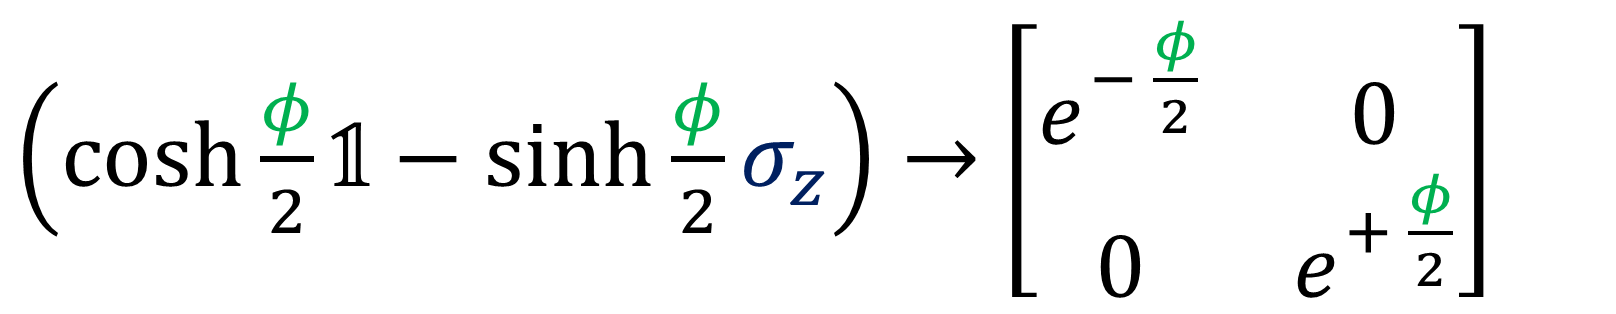 (cosh ϕ/2 𝟙 − sinh ϕ/2 σ_z) → [e^{−ϕ/2} 0
0 e^{+ϕ/2}]